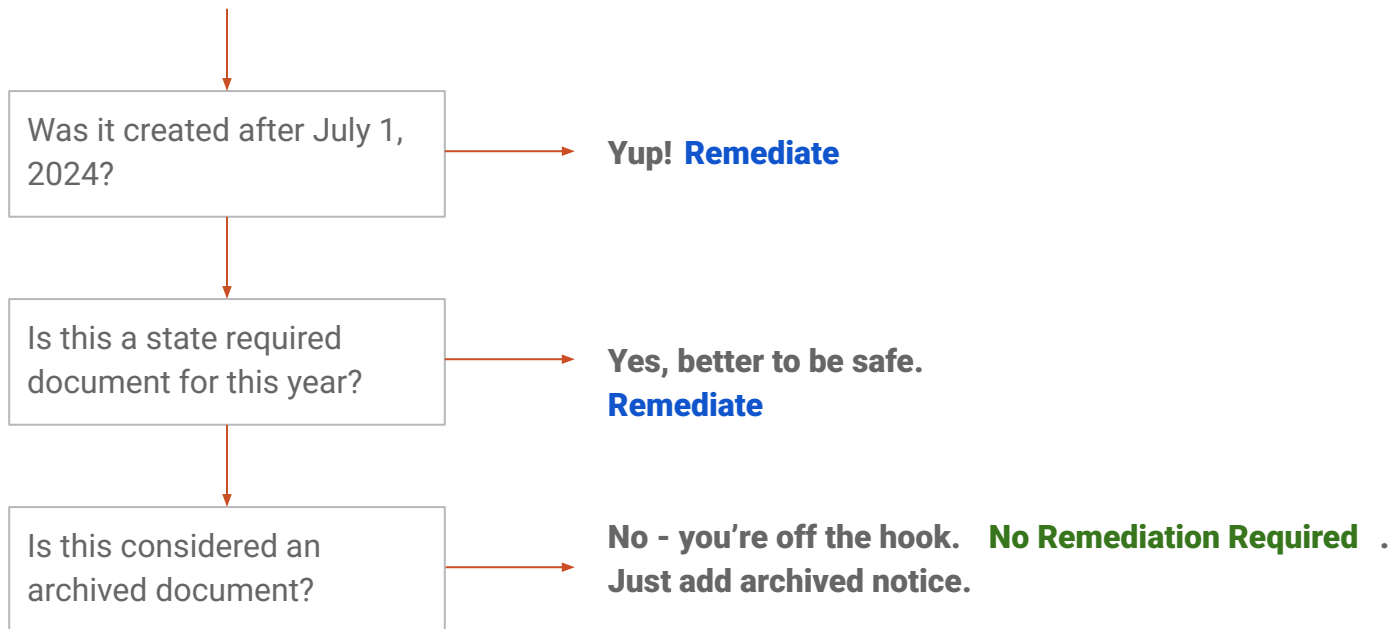 Was it created after July 1,
2024?
Yup! Remediate
Is this a state required
document for this year?
Yes, better to be safe.
Remediate
Is this considered an
archived document?
No - you’re off the hook. No Remediation Required .
Just add archived notice.